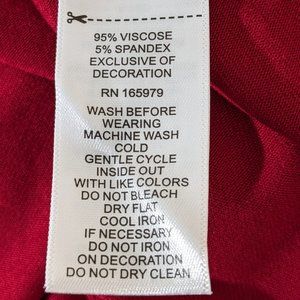 95% VISCOSE
5% SPANDEX
EXCLUSIVE OF
DECORATION
RN 165979
WASH BEFORE
WEARING
MACHINE WASH
COLD
GENTLE CYCLE
INSIDE OUT
WITH LIKE COLORS
DO NOT BLEACH
DRY FLAT
COOL IRON
IF NECESSARY
DO NOT IRON
ON DECORATION
DO NOT DRY CLEAN